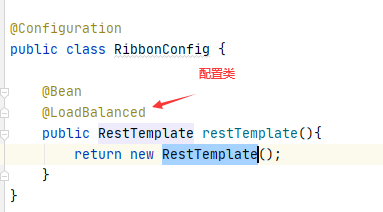 @Configuration
public class RibbonConfig {
配置类
@Bean
@LoadBalanced
public RestTemplate restTemplate(){
return new RestTemplate();
}
}